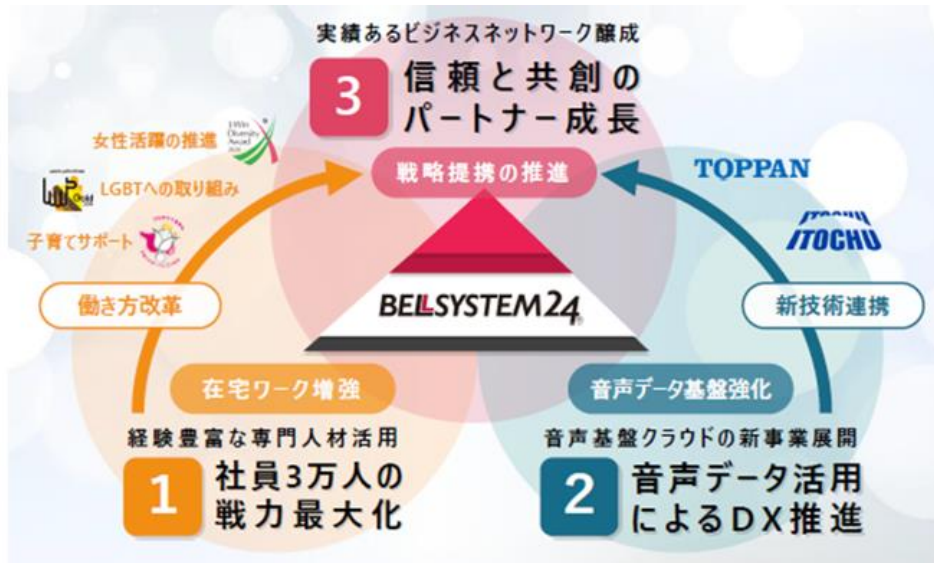 実績あるビジネスネットワーク醸成
3
信頼と共創の
パートナー成長
戦略提携の推進
女性活躍の推進
J-Win
Diversity
Award
LGBTへの取り組み
子育てサポート
働き方改革
TOPPAN
ITOCHU
新技術連携
BELLSYSTEM24
在宅ワーク増強
経験豊富な専門人材活用
1
社員3万人の
戦力最大化
音声データ基盤強化
音声基盤クラウドの新事業展開
2
音声データ活用
によるDX推進